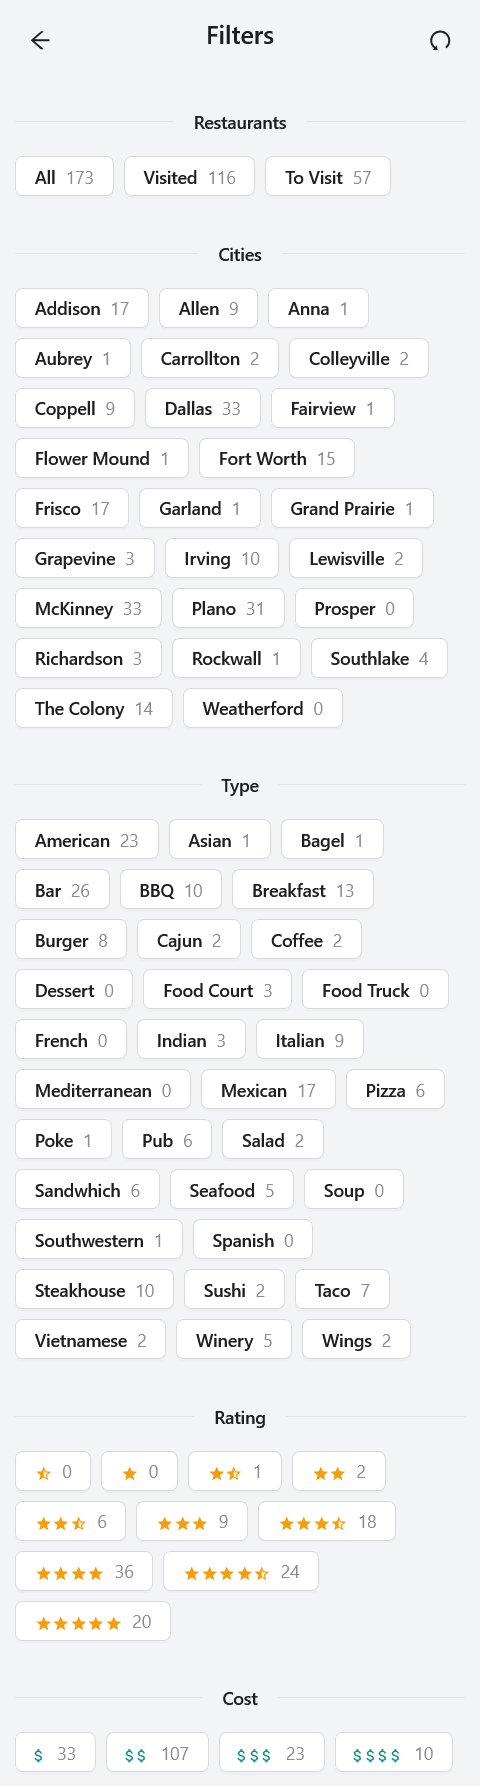 Filters
Restaurants
All 173 Visited 116 To Visit 57
Cities
Addison 17 Allen 9 Anna 1
Aubrey 1 Carrollton 2 Colleyville 2
Coppell 9 Dallas 33 Fairview 1
Flower Mound 1 Fort Worth 15
Frisco 17 Garland 1 Grand Prairie 1
Grapevine 3 Irving 10 Lewisville 2
McKinney 33 Plano 31 Prosper 0
Richardson 3 Rockwall 1 Southlake 4
The Colony 14 Weatherford 0
Type
American 23 Asian 1 Bagel 1
Bar 26 BBQ 10 Breakfast 13
Burger 8 Cajun 2 Coffee 2
Dessert 0 Food Court 3 Food Truck 0
French 0 Indian 3 Italian 9
Mediterranean 0 Mexican 17 Pizza 6
Poke 1 Pub 6 Salad 2
Sandwhich 6 Seafood 5 Soup 0
Southwestern 1 Spanish 0
Steakhouse 10 Sushi 2 Taco 7
Vietnamese 2 Winery 5 Wings 2
Rating
0 0 1 2
6 9 18
36 24
20
Cost
$ 33 $$ 107 $$$ 23 $$$$ 10